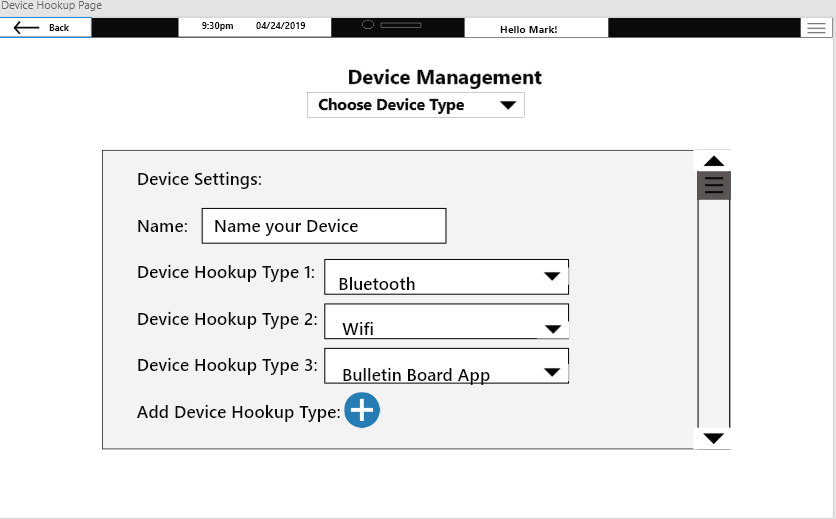 Device Hookup Page
Back 9:30pm 04/24/2019 Hello Mark!
Device Management
Choose Device Type
Device Settings:
Name: Name your Device
Device Hookup Type 1: Bluetooth
Device Hookup Type 2: Wifi
Device Hookup Type 3: Bulletin Board App
Add Device Hookup Type: